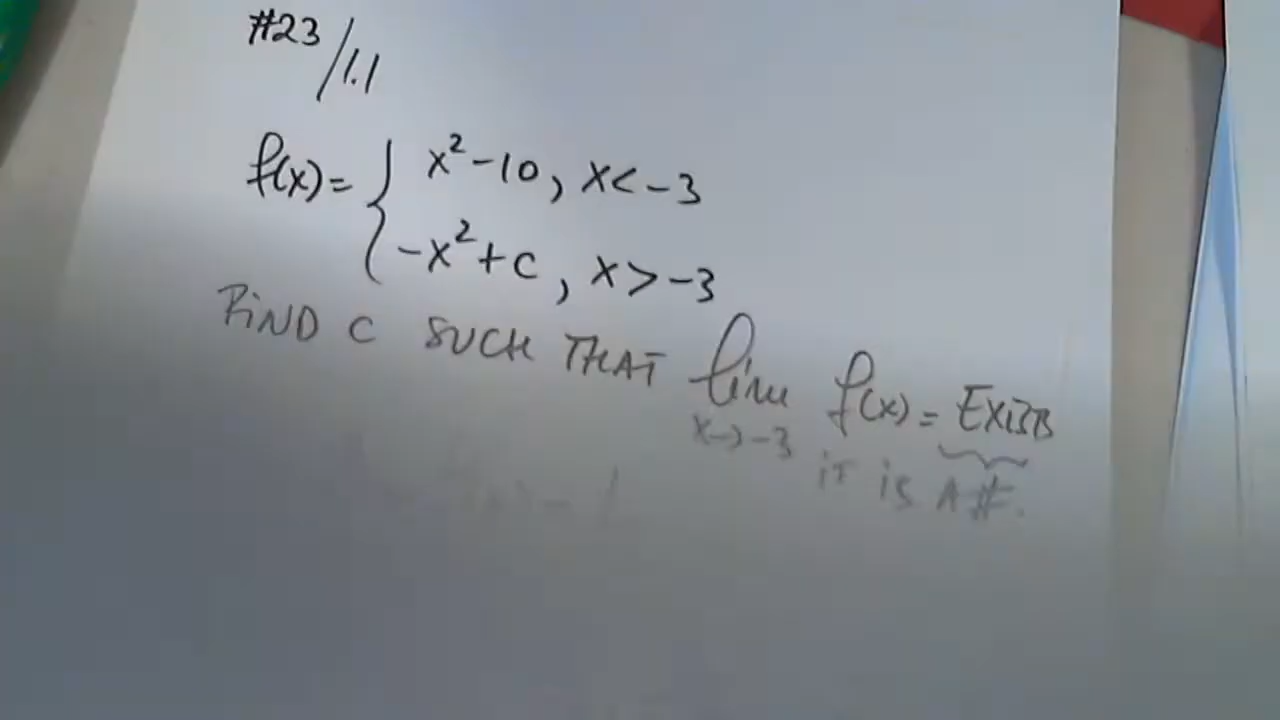 #23/1.1
f(x)= { x²-10, x<-3
-x²+c, x>-3
FIND C SUCH THAT lim f(x)= EXISTS
x→-3 it is A #.